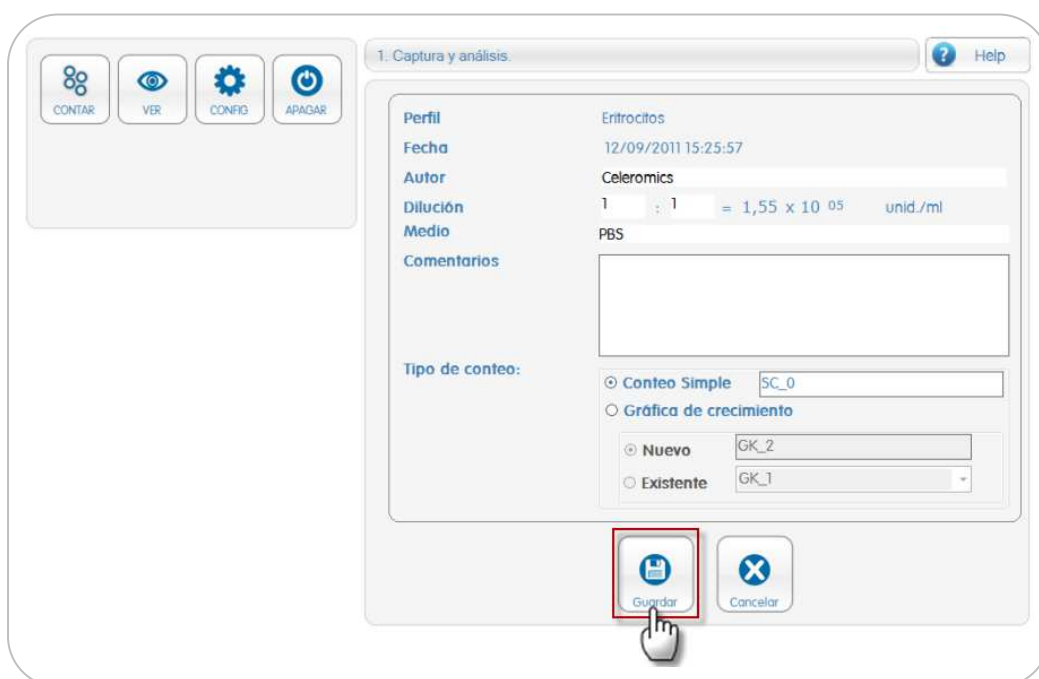 CONTAR VER CONFIG APAGAR
1. Captura y análisis.
Help
Perfil Eritrocitos
Fecha 12/09/2011 15:25:57
Autor Celeromics
Dilución 1 : 1 = 1,55 x 10 05 unid./ml
Medio PBS
Comentarios
Tipo de conteo:
Conteo Simple SC_0
Gráfica de crecimiento
Nuevo GK_2
Existente GK_1
Guardar Cancelar